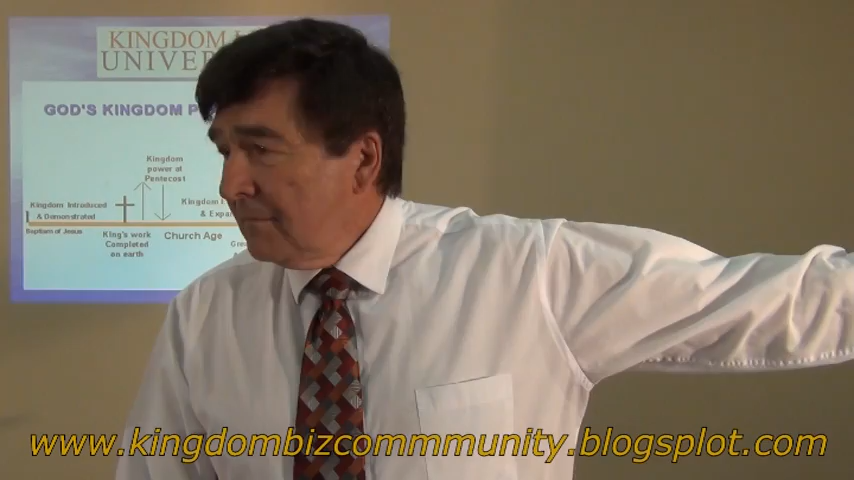 KINGDOM
UNIVER
GOD'S KINGDOM P
Kingdom
power at
Pentecost
Kingdom Introduced
& Demonstrated
Kingdom
& Expan
Baptism of Jesus
King's work
Completed
on earth
Church Age
Gre
www.kingdombizcommmunity.blogsplot.com